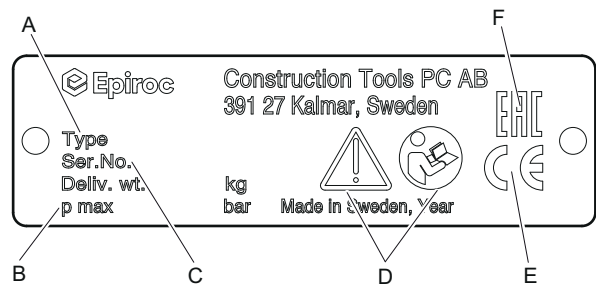 A
F
Epiroc
Construction Tools PC AB
391 27 Kalmar, Sweden
EAC
Type
Ser.No.
Deliv. wt. kg
p max bar Made in Sweden, Year
CE
B
C
D
E